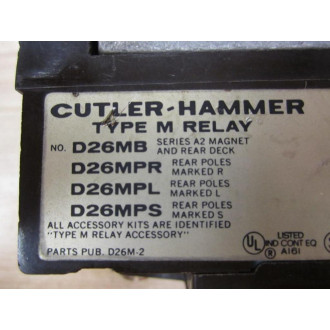 CUTLER-HAMMER
TYPE M RELAY
NO. D26MB SERIES A2 MAGNET AND REAR DECK
D26MPR REAR POLES MARKED R
D26MPL REAR POLES MARKED L
D26MPS REAR POLES MARKED S
ALL ACCESSORY KITS ARE IDENTIFIED
"TYPE M RELAY ACCESSORY"
PARTS PUB. D26M-2
UL LISTED
IND CONT EQ
R A161